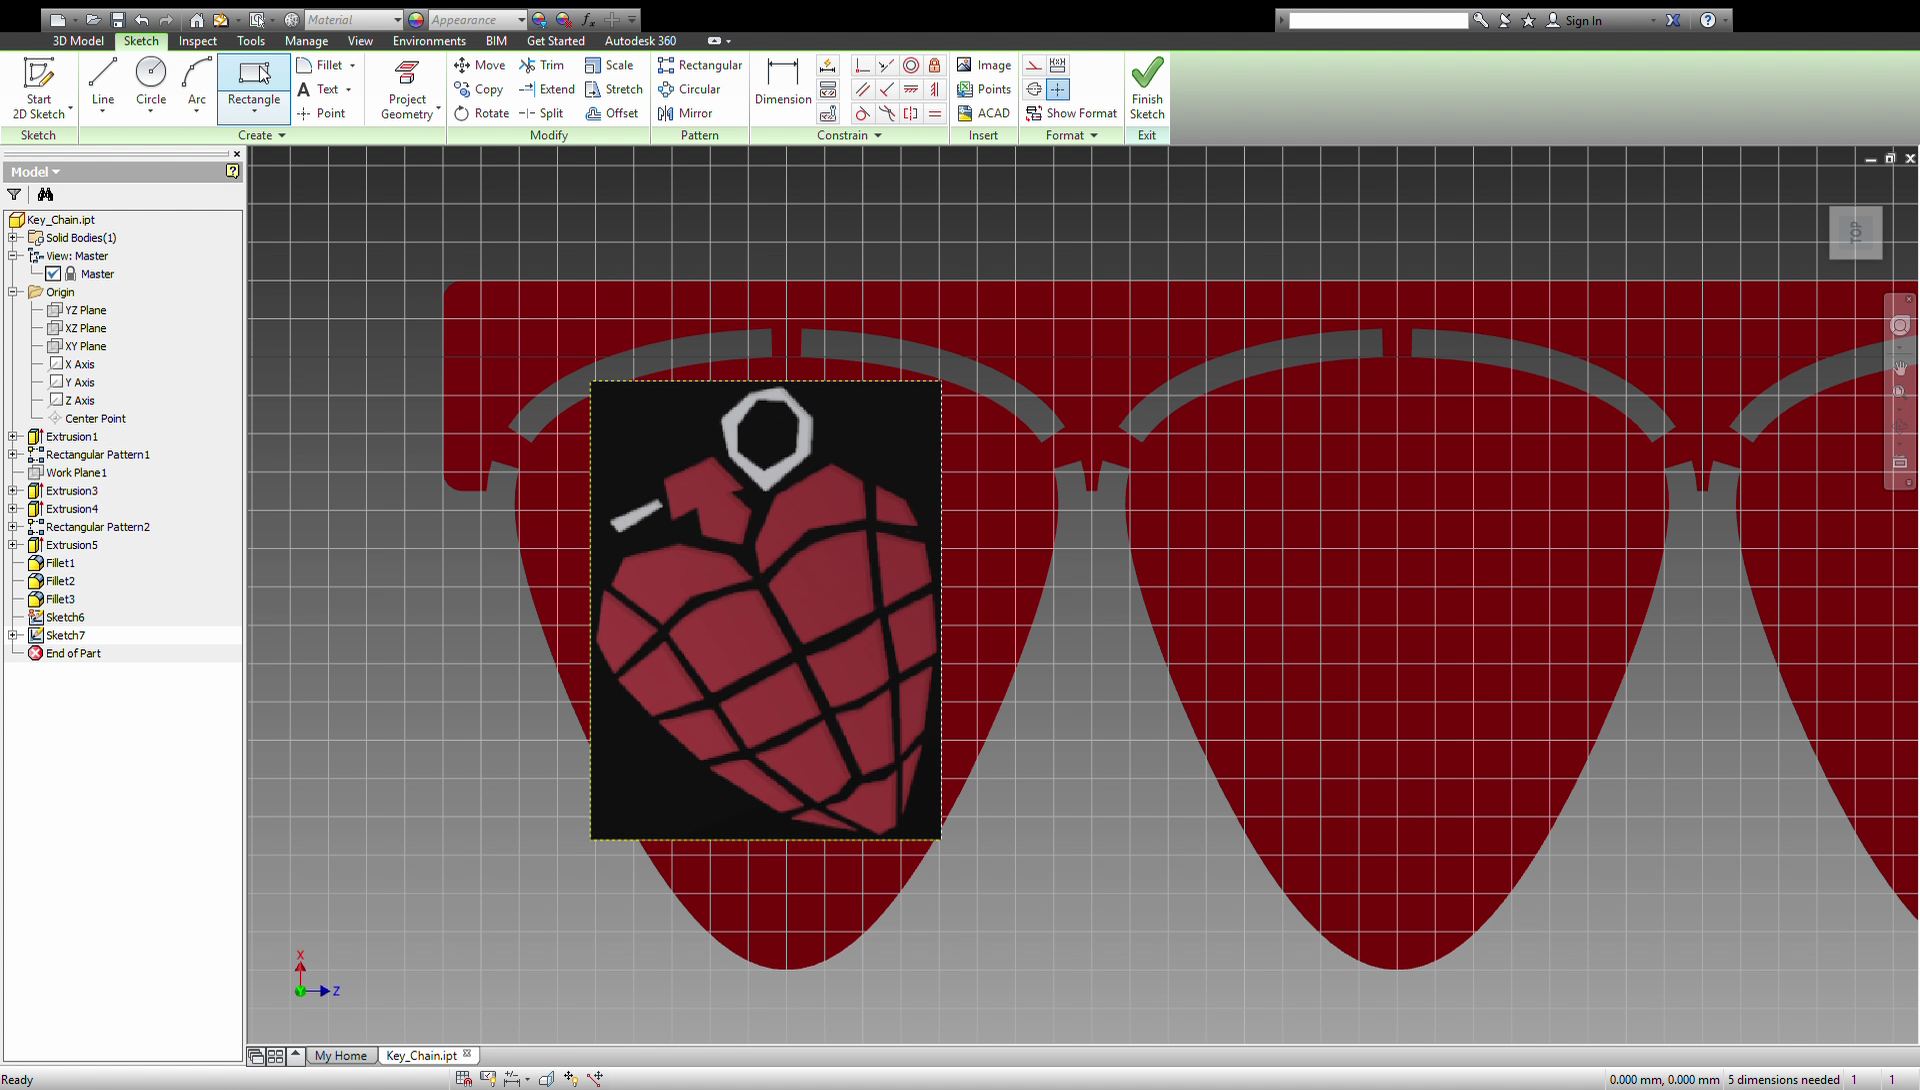 Material
Appearance
fx
Sign In
3D Model Sketch Inspect Tools Manage View Environments BIM Get Started Autodesk 360
Start
2D Sketch
Line
Circle
Arc
Rectangle
Fillet
A Text
Point
Project
Geometry
Move
Copy
Rotate
Trim
Extend
Split
Scale
Stretch
Offset
Rectangular
Circular
Mirror
Dimension
Image
Points
ACAD
Show Format
Finish
Sketch
Sketch Create Modify Pattern Constrain Insert Format Exit
Model
Key_Chain.ipt
Solid Bodies(1)
View: Master
Master
Origin
YZ Plane
XZ Plane
XY Plane
X Axis
Y Axis
Z Axis
Center Point
Extrusion1
Rectangular Pattern1
Work Plane1
Extrusion3
Extrusion4
Rectangular Pattern2
Extrusion5
Fillet1
Fillet2
Fillet3
Sketch6
Sketch7
End of Part
TOP
X
Y
Z
My Home Key_Chain.ipt
Ready
0.000 mm, 0.000 mm 5 dimensions needed 1 1